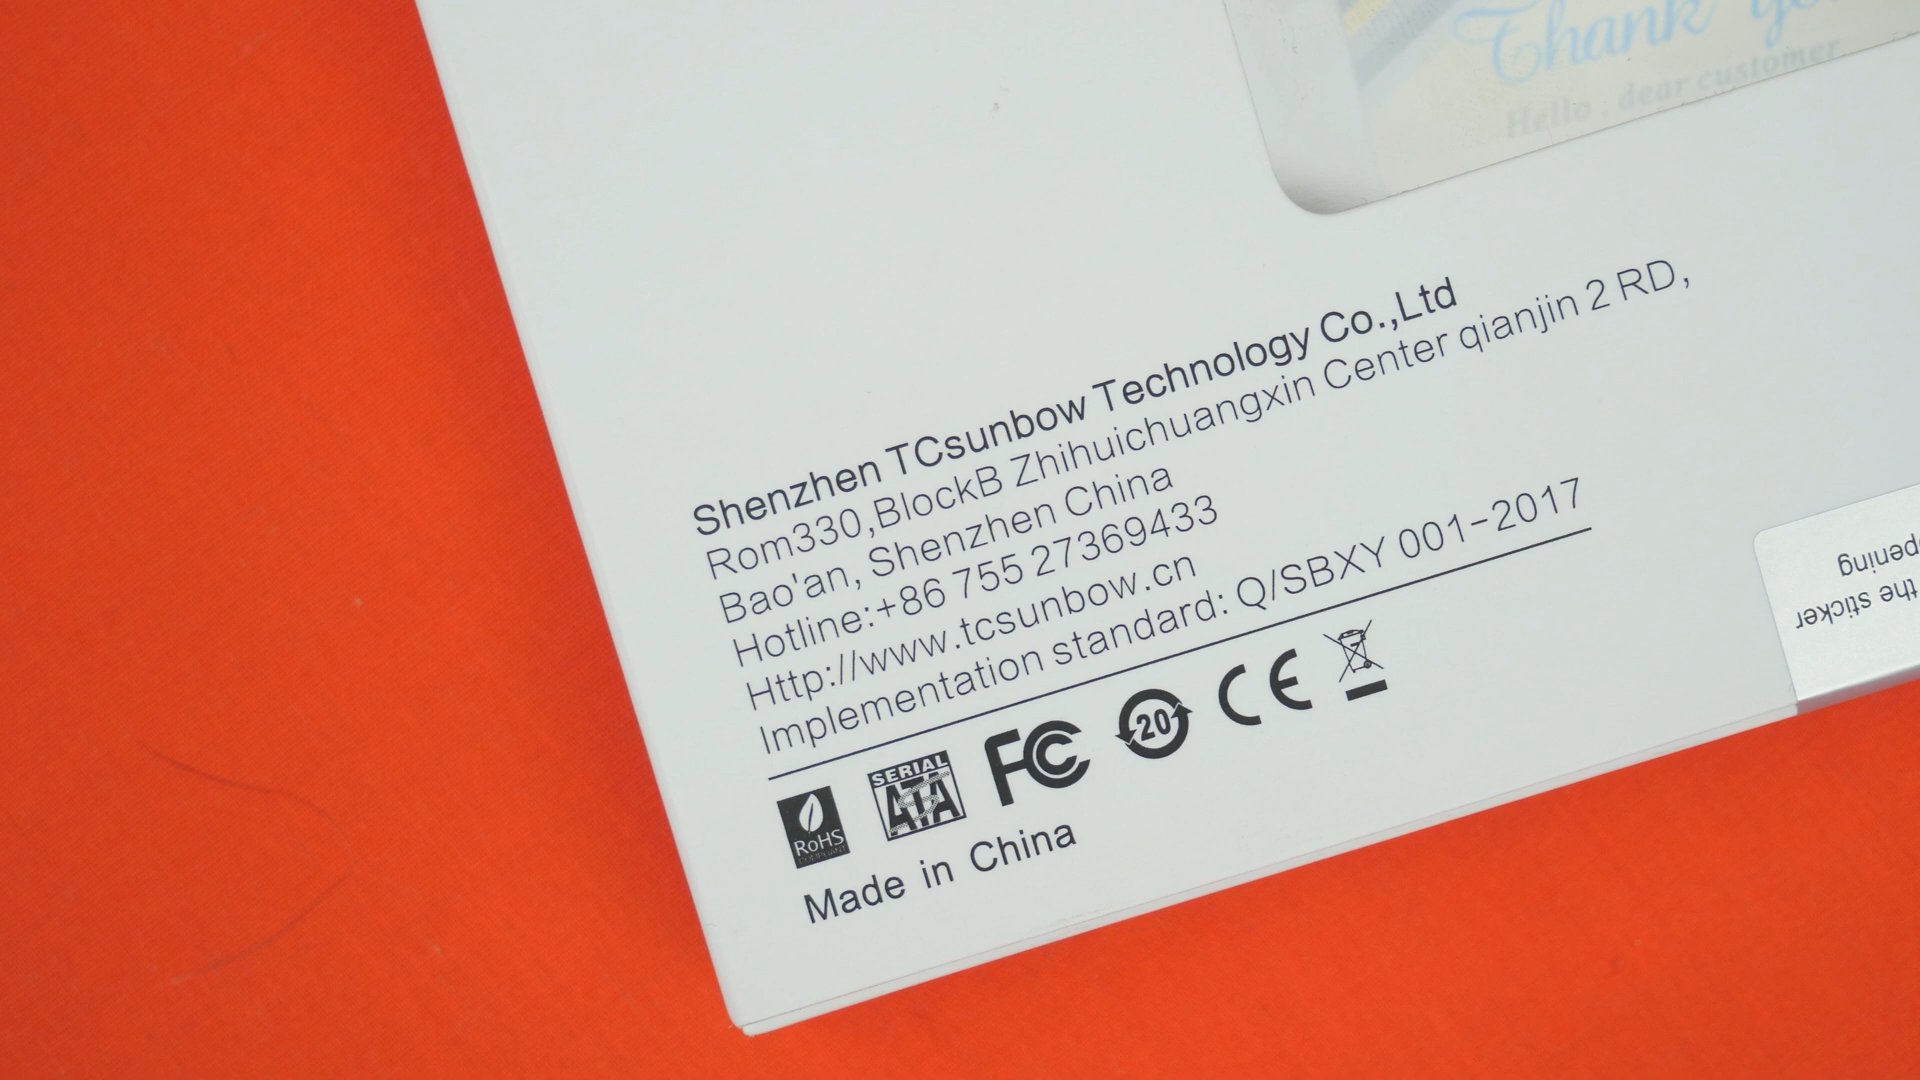 Thank
Hello, dear customer
Shenzhen TCsunbow Technology Co.,Ltd
Rom330,BlockB Zhihuichuangxin Center qianjin 2 RD,
Bao'an, Shenzhen China
Hotline:+86 755 27369433
Http://www.tcsunbow.cn
Implementation standard: Q/SBXY 001-2017
RoHS
COMPLIANT
SERIAL
ATA
FC
20
CE
Made in China
the sticker
pening